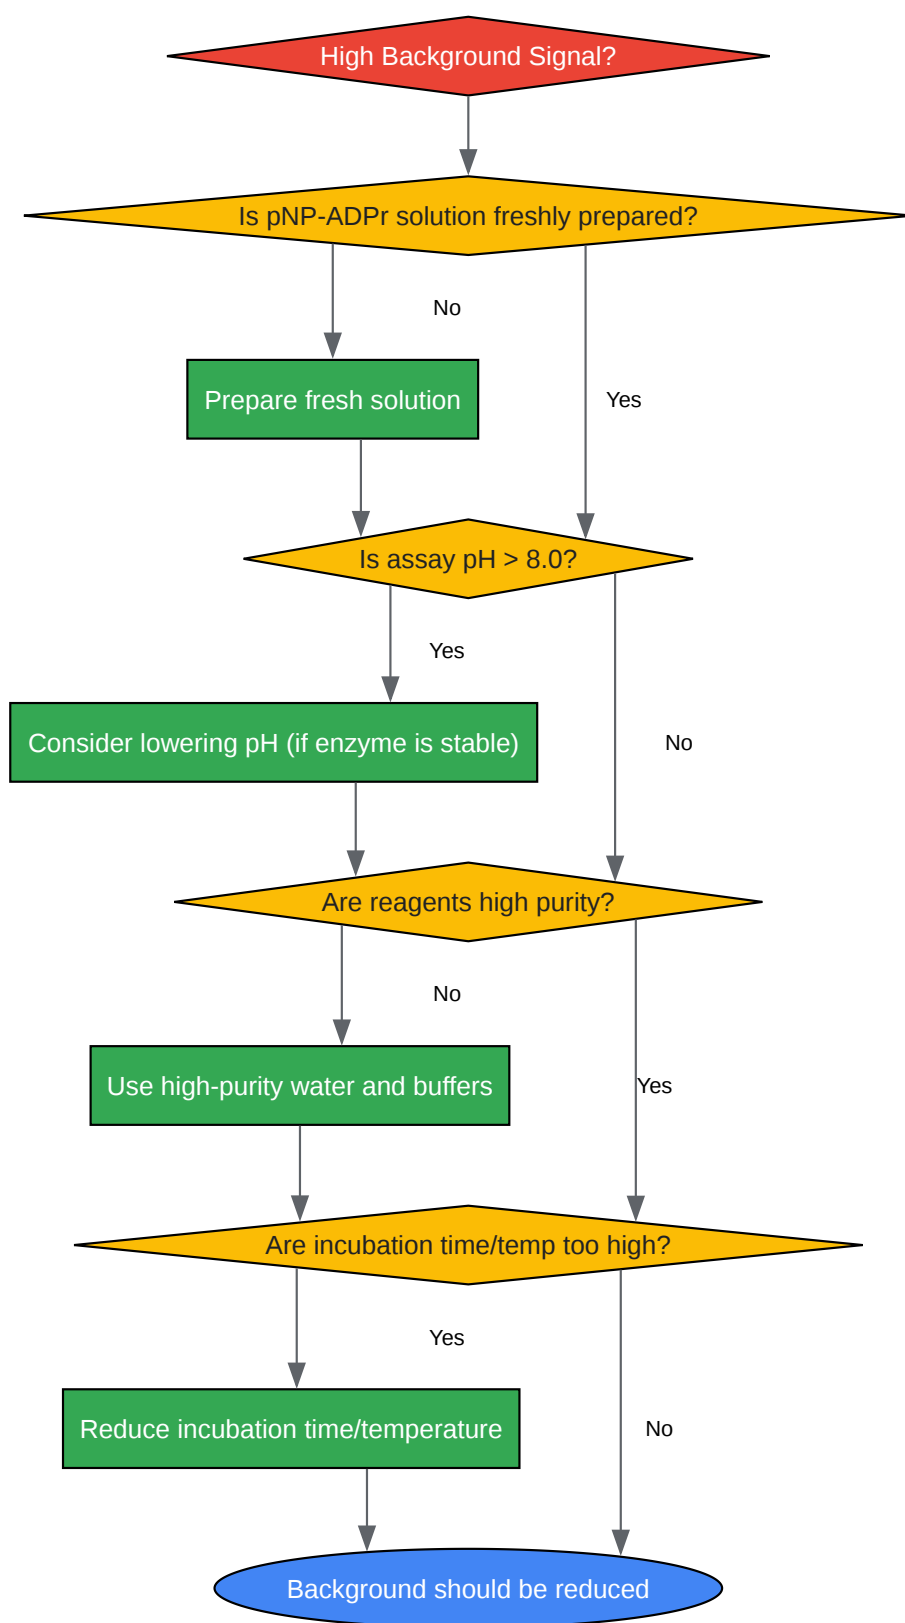 High Background Signal?
Is pNP-ADPr solution freshly prepared?
No
Prepare fresh solution
Yes
Is assay pH > 8.0?
Yes
Consider lowering pH (if enzyme is stable)
No
Are reagents high purity?
No
Use high-purity water and buffers
Yes
Are incubation time/temp too high?
Yes
Reduce incubation time/temperature
No
Background should be reduced